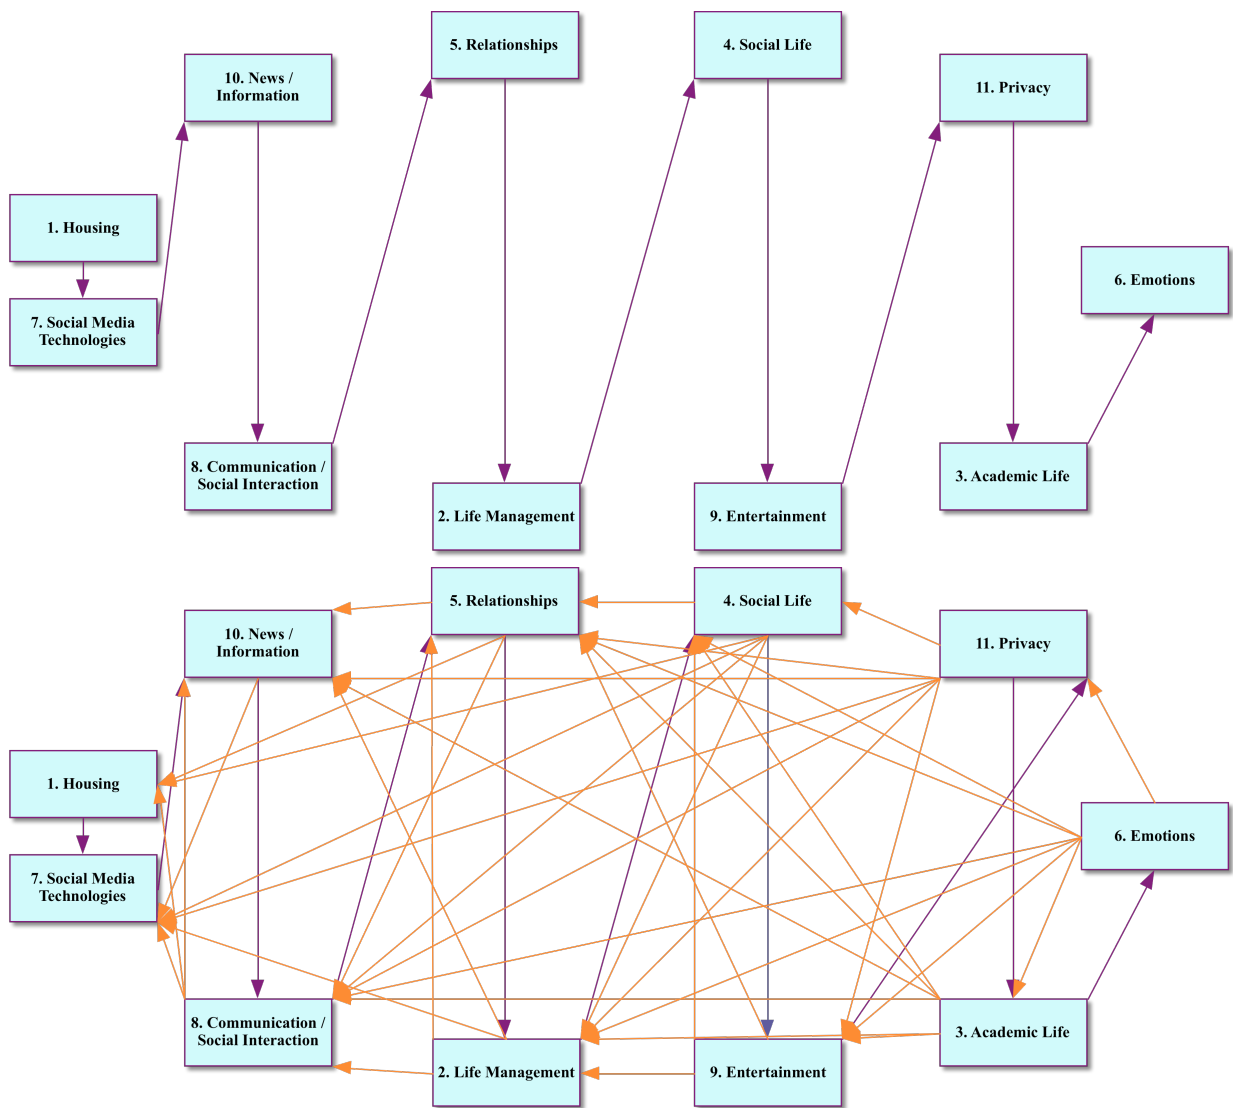 5. Relationships
4. Social Life
10. News /
Information
11. Privacy
1. Housing
6. Emotions
7. Social Media
Technologies
8. Communication /
Social Interaction
3. Academic Life
2. Life Management
9. Entertainment
5. Relationships
4. Social Life
10. News /
Information
11. Privacy
1. Housing
6. Emotions
7. Social Media
Technologies
8. Communication /
Social Interaction
3. Academic Life
2. Life Management
9. Entertainment